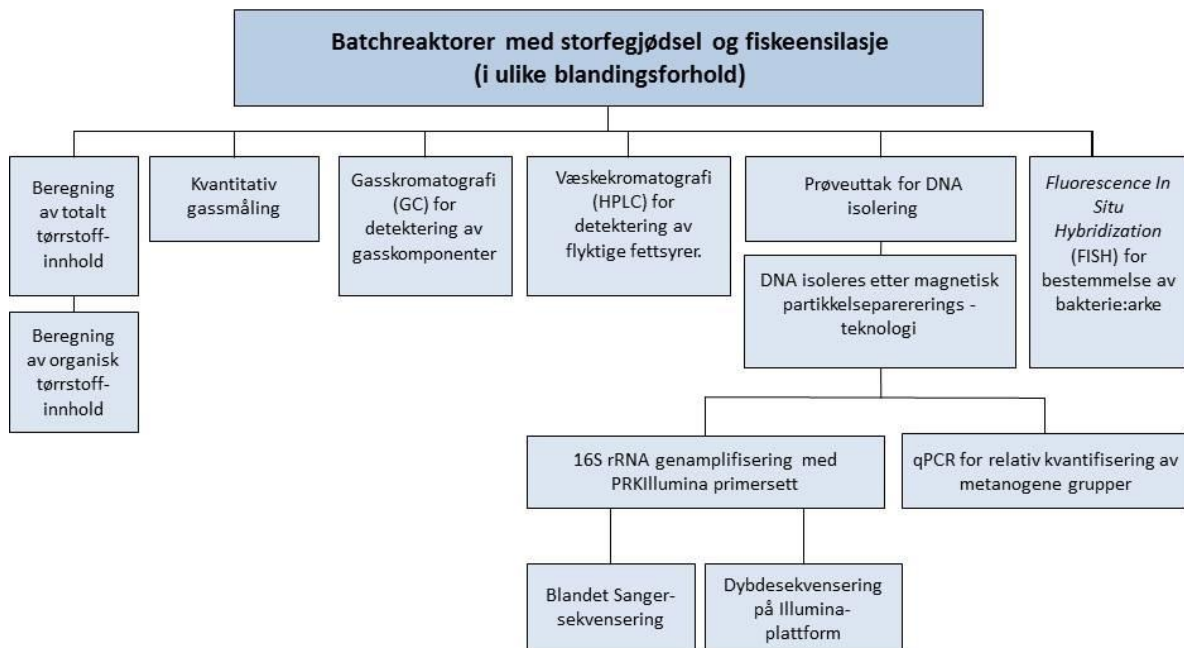 Batchreaktorer med storfegjødsel og fiskeensilasje
(i ulike blandingsforhold)
Beregning
av totalt
tørrstoff-
innhold
Beregning
av organisk
tørrstoff-
innhold
Kvantitativ
gassmåling
Gasskromatografi
(GC) for
detektering av
gasskomponenter
Væskekromatografi
(HPLC) for
detektering av
flyktige fettsyrer.
Prøveuttak for DNA
isolering
DNA isoleres etter magnetisk
partikkelseparererings -
teknologi
Fluorescence In
Situ
Hybridization
(FISH) for
bestemmelse av
bakterie:arke
16S rRNA genamplifisering med
PRKIllumina primersett
qPCR for relativ kvantifisering av
metanogene grupper
Blandet Sanger-
sekvensering
Dybdesekvensering
på Illumina-
plattform